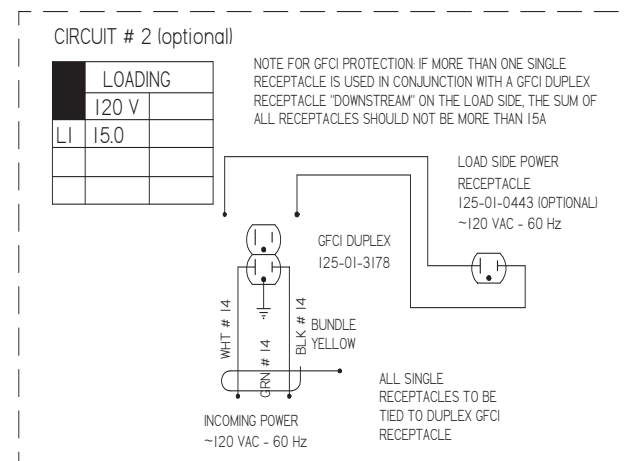 CIRCUIT # 2 (optional)
LOADING
120 V
L1 15.0
NOTE FOR GFCI PROTECTION: IF MORE THAN ONE SINGLE
RECEPTACLE IS USED IN CONJUNCTION WITH A GFCI DUPLEX
RECEPTACLE "DOWNSTREAM" ON THE LOAD SIDE, THE SUM OF
ALL RECEPTACLES SHOULD NOT BE MORE THAN 15A
LOAD SIDE POWER
RECEPTACLE
125-01-0443 (OPTIONAL)
~120 VAC - 60 Hz
GFCI DUPLEX
125-01-3178
WHT # 14
GRN # 14
BLK # 14
BUNDLE
YELLOW
ALL SINGLE
RECEPTACLES TO BE
TIED TO DUPLEX GFCI
RECEPTACLE
INCOMING POWER
~120 VAC - 60 Hz